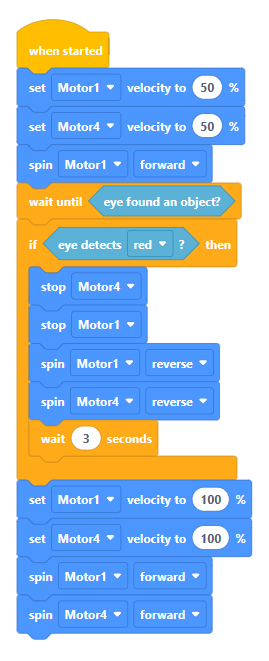 when started
set Motor1 velocity to 50 %
set Motor4 velocity to 50 %
spin Motor1 forward
wait until eye found an object?
if eye detects red ? then
stop Motor4
stop Motor1
spin Motor1 reverse
spin Motor4 reverse
wait 3 seconds
set Motor1 velocity to 100 %
set Motor4 velocity to 100 %
spin Motor1 forward
spin Motor4 forward